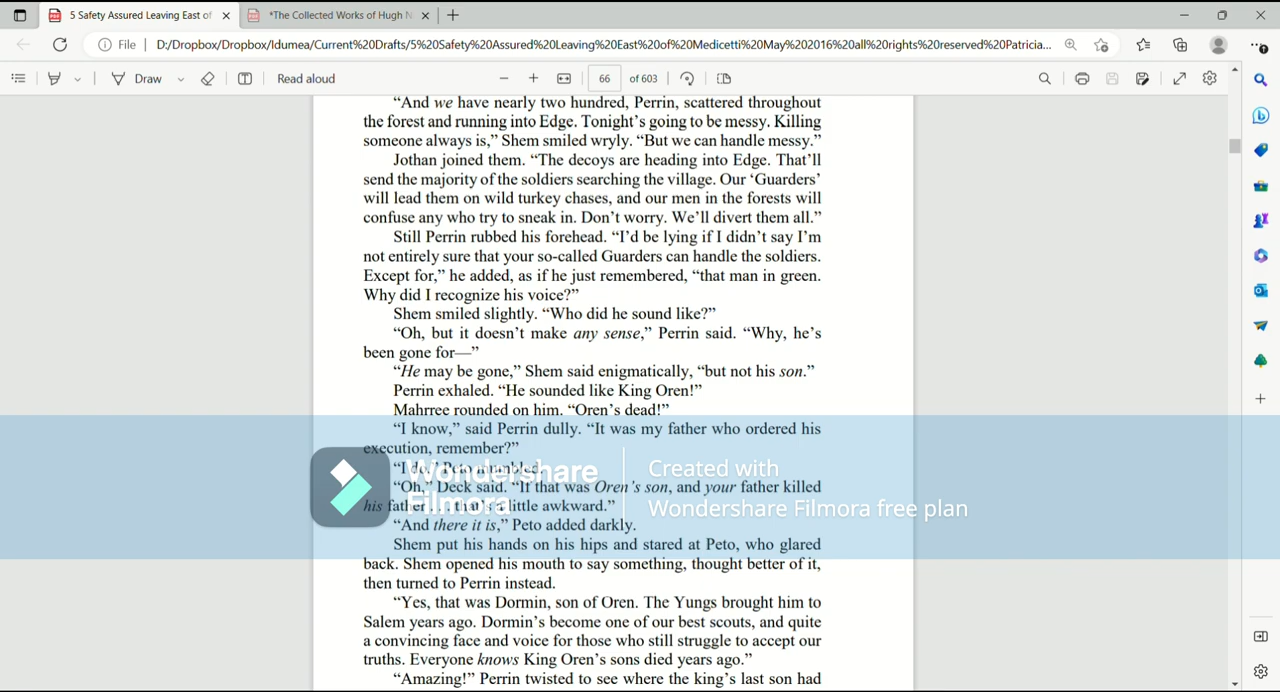 5 Safety Assured Leaving East of
*The Collected Works of Hugh N
File
D:/Dropbox/Dropbox/Idumea/Current%20Drafts/5%20Safety%20Assured%20Leaving%20East%20of%20Medicetti%20May%202016%20all%20rights%20reserved%20Patricia...
Draw
Read aloud
66 of 603
“And we have nearly two hundred, Perrin, scattered throughout
the forest and running into Edge. Tonight’s going to be messy. Killing
someone always is,” Shem smiled wryly. “But we can handle messy.”
Jothan joined them. “The decoys are heading into Edge. That’ll
send the majority of the soldiers searching the village. Our ‘Guarders’
will lead them on wild turkey chases, and our men in the forests will
confuse any who try to sneak in. Don’t worry. We’ll divert them all.”
Still Perrin rubbed his forehead. “I’d be lying if I didn’t say I’m
not entirely sure that your so-called Guarders can handle the soldiers.
Except for,” he added, as if he just remembered, “that man in green.
Why did I recognize his voice?”
Shem smiled slightly. “Who did he sound like?”
“Oh, but it doesn’t make any sense,” Perrin said. “Why, he’s
been gone for—”
“He may be gone,” Shem said enigmatically, “but not his son.”
Perrin exhaled. “He sounded like King Oren!”
Mahrree rounded on him. “Oren’s dead!”
“I know,” said Perrin dully. “It was my father who ordered his
execution, remember?”
“I do,” Peto mumbled.
“Oh,” Deck said. “If that was Oren’s son, and your father killed
his father . . . that’s a little awkward.”
“And there it is,” Peto added darkly.
Shem put his hands on his hips and stared at Peto, who glared
back. Shem opened his mouth to say something, thought better of it,
then turned to Perrin instead.
“Yes, that was Dormin, son of Oren. The Yungs brought him to
Salem years ago. Dormin’s become one of our best scouts, and quite
a convincing face and voice for those who still struggle to accept our
truths. Everyone knows King Oren’s sons died years ago.”
“Amazing!” Perrin twisted to see where the king’s last son had
Wondershare
Filmora
Created with
Wondershare Filmora free plan